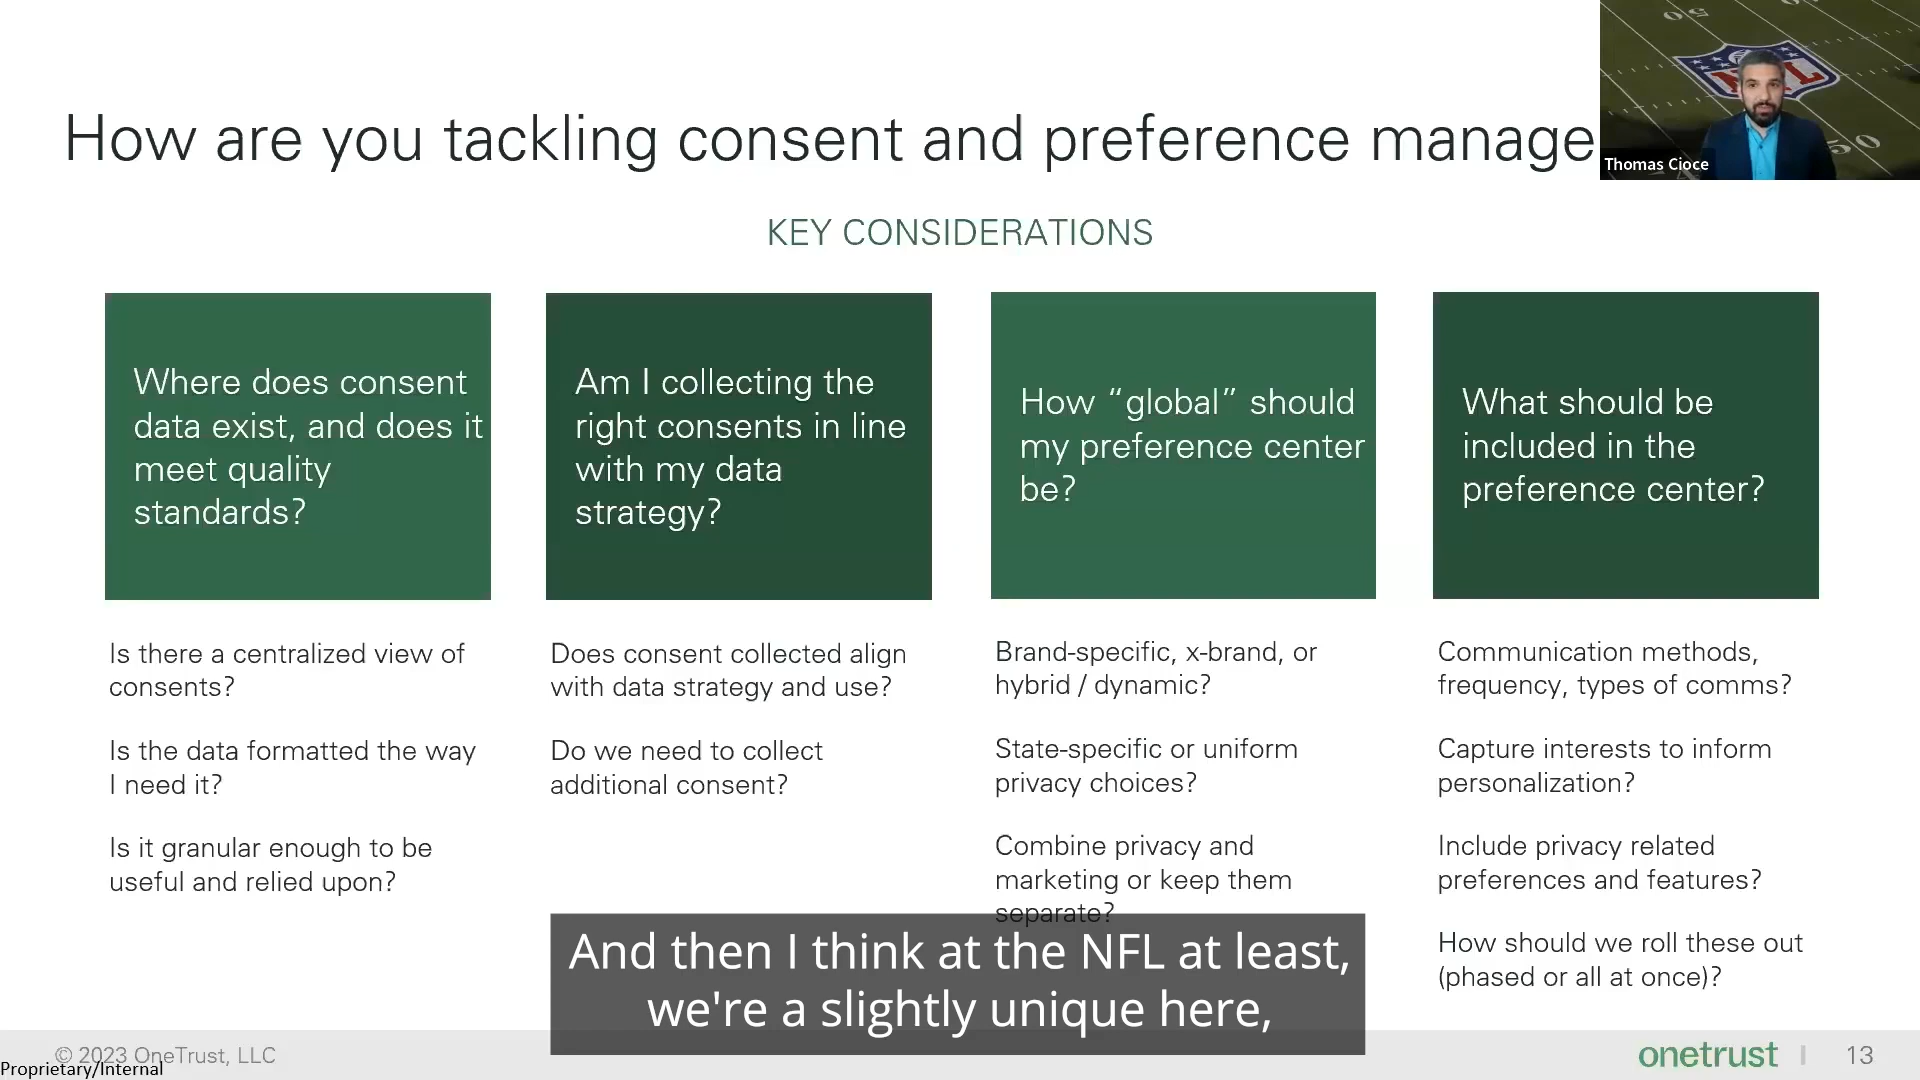 How are you tackling consent and preference manage
Thomas Cioce
KEY CONSIDERATIONS
Where does consent
data exist, and does it
meet quality
standards?
Is there a centralized view of
consents?
Is the data formatted the way
I need it?
Is it granular enough to be
useful and relied upon?
Am I collecting the
right consents in line
with my data
strategy?
Does consent collected align
with data strategy and use?
Do we need to collect
additional consent?
How “global” should
my preference center
be?
Brand-specific, x-brand, or
hybrid / dynamic?
State-specific or uniform
privacy choices?
Combine privacy and
marketing or keep them
separate?
What should be
included in the
preference center?
Communication methods,
frequency, types of comms?
Capture interests to inform
personalization?
Include privacy related
preferences and features?
How should we roll these out
(phased or all at once)?
And then I think at the NFL at least,
we're a slightly unique here,
© 2023 OneTrust, LLC
Proprietary/Internal
onetrust
13